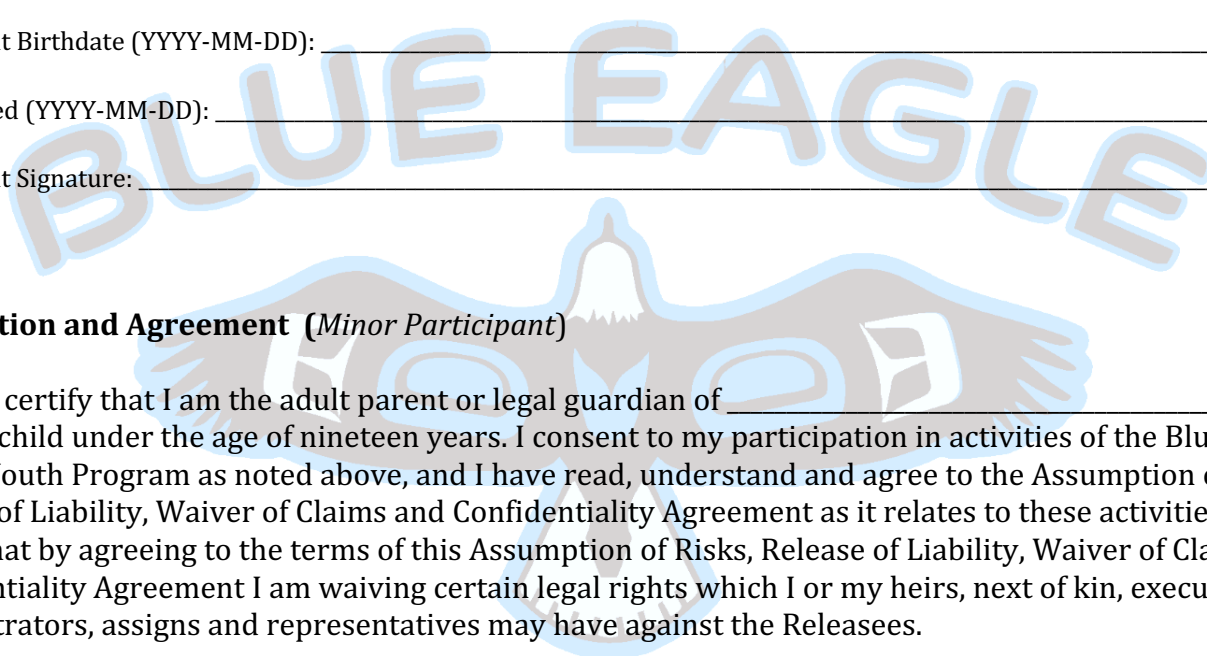 t Birthdate (YYYY-MM-DD): ____________
ed (YYYY-MM-DD): ____________
t Signature: ____________
BLUE EAGLE
tion and Agreement (Minor Participant)
certify that I am the adult parent or legal guardian of ____________
child under the age of nineteen years. I consent to my participation in activities of the Blu
outh Program as noted above, and I have read, understand and agree to the Assumption
of Liability, Waiver of Claims and Confidentiality Agreement as it relates to these activitie
hat by agreeing to the terms of this Assumption of Risks, Release of Liability, Waiver of Cla
ntiality Agreement I am waiving certain legal rights which I or my heirs, next of kin, execu
trators, assigns and representatives may have against the Releasees.